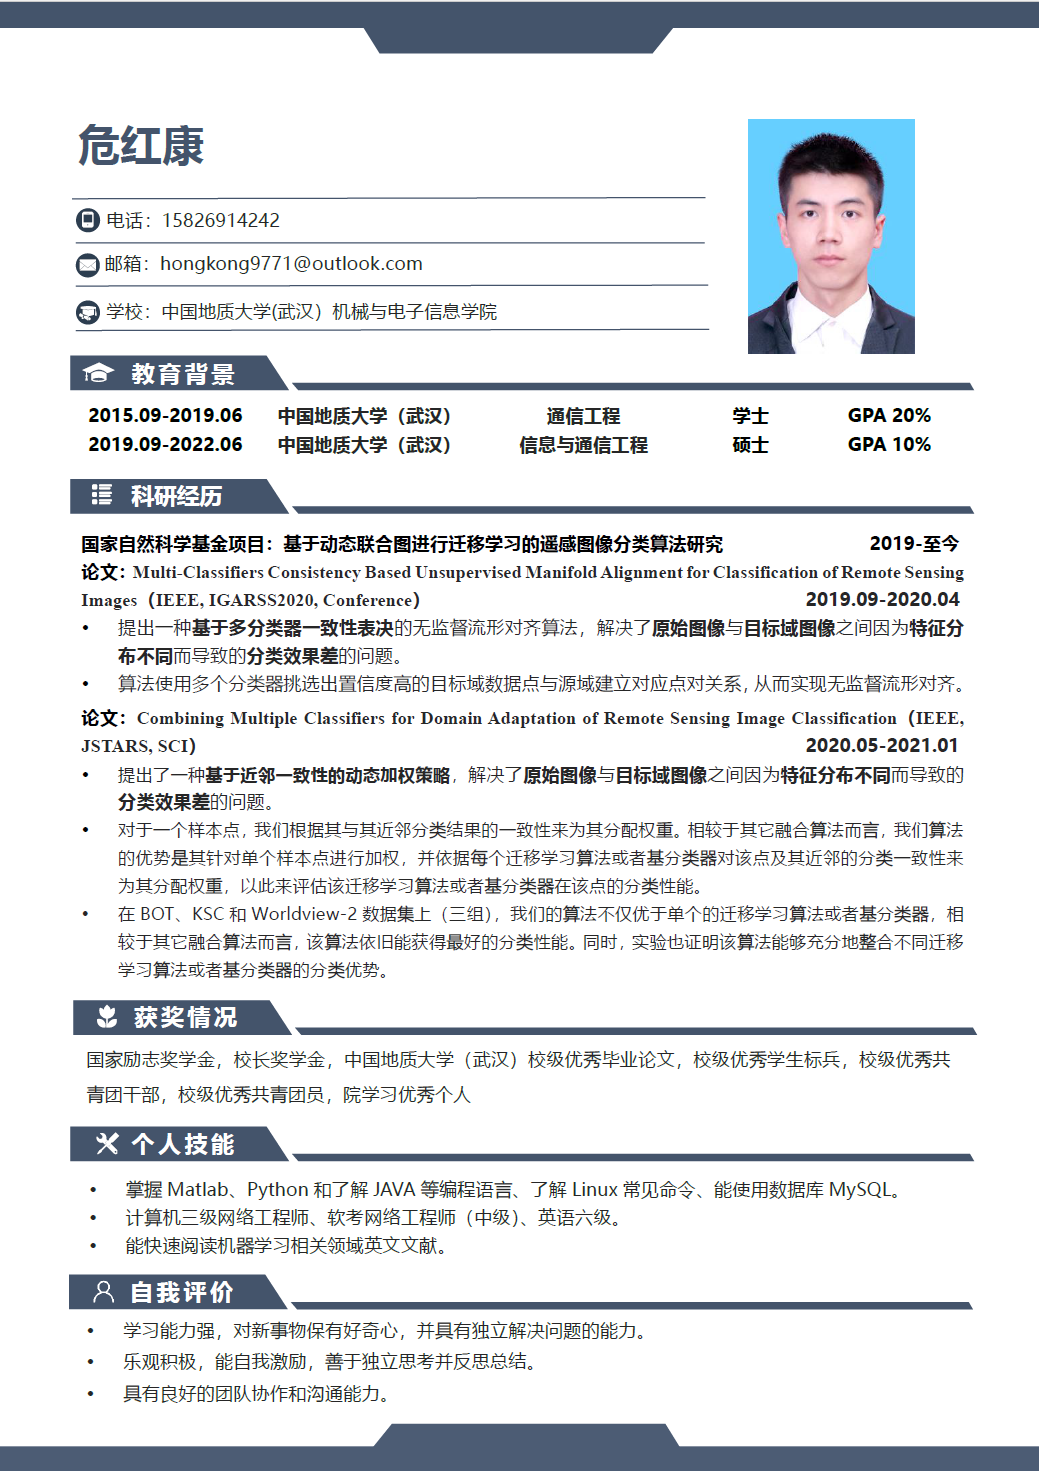 危红康
电话：15826914242
邮箱：hongkong9771@outlook.com
学校：中国地质大学(武汉）机械与电子信息学院
教育背景
2015.09-2019.06 中国地质大学（武汉） 通信工程 学士 GPA 20%
2019.09-2022.06 中国地质大学（武汉） 信息与通信工程 硕士 GPA 10%
科研经历
国家自然科学基金项目：基于动态联合图进行迁移学习的遥感图像分类算法研究 2019-至今
论文：Multi-Classifiers Consistency Based Unsupervised Manifold Alignment for Classification of Remote Sensing
Images（IEEE, IGARSS2020, Conference） 2019.09-2020.04
• 提出一种基于多分类器一致性表决的无监督流形对齐算法，解决了原始图像与目标域图像之间因为特征分
布不同而导致的分类效果差的问题。
• 算法使用多个分类器挑选出置信度高的目标域数据点与源域建立对应点对关系，从而实现无监督流形对齐。
论文：Combining Multiple Classifiers for Domain Adaptation of Remote Sensing Image Classification（IEEE,
JSTARS, SCI） 2020.05-2021.01
• 提出了一种基于近邻一致性的动态加权策略，解决了原始图像与目标域图像之间因为特征分布不同而导致的
分类效果差的问题。
• 对于一个样本点，我们根据其与其近邻分类结果的一致性来为其分配权重。相较于其它融合算法而言，我们算法
的优势是其针对单个样本点进行加权，并依据每个迁移学习算法或者基分类器对该点及其近邻的分类一致性来
为其分配权重，以此来评估该迁移学习算法或者基分类器在该点的分类性能。
• 在 BOT、KSC 和 Worldview-2 数据集上（三组），我们的算法不仅优于单个的迁移学习算法或者基分类器，相
较于其它融合算法而言，该算法依旧能获得最好的分类性能。同时，实验也证明该算法能够充分地整合不同迁移
学习算法或者基分类器的分类优势。
获奖情况
国家励志奖学金，校长奖学金，中国地质大学（武汉）校级优秀毕业论文，校级优秀学生标兵，校级优秀共
青团干部，校级优秀共青团员，院学习优秀个人
个人技能
• 掌握 Matlab、Python 和了解 JAVA 等编程语言、了解 Linux 常见命令、能使用数据库 MySQL。
• 计算机三级网络工程师、软考网络工程师（中级）、英语六级。
• 能快速阅读机器学习相关领域英文文献。
自我评价
• 学习能力强，对新事物保有好奇心，并具有独立解决问题的能力。
• 乐观积极，能自我激励，善于独立思考并反思总结。
• 具有良好的团队协作和沟通能力。